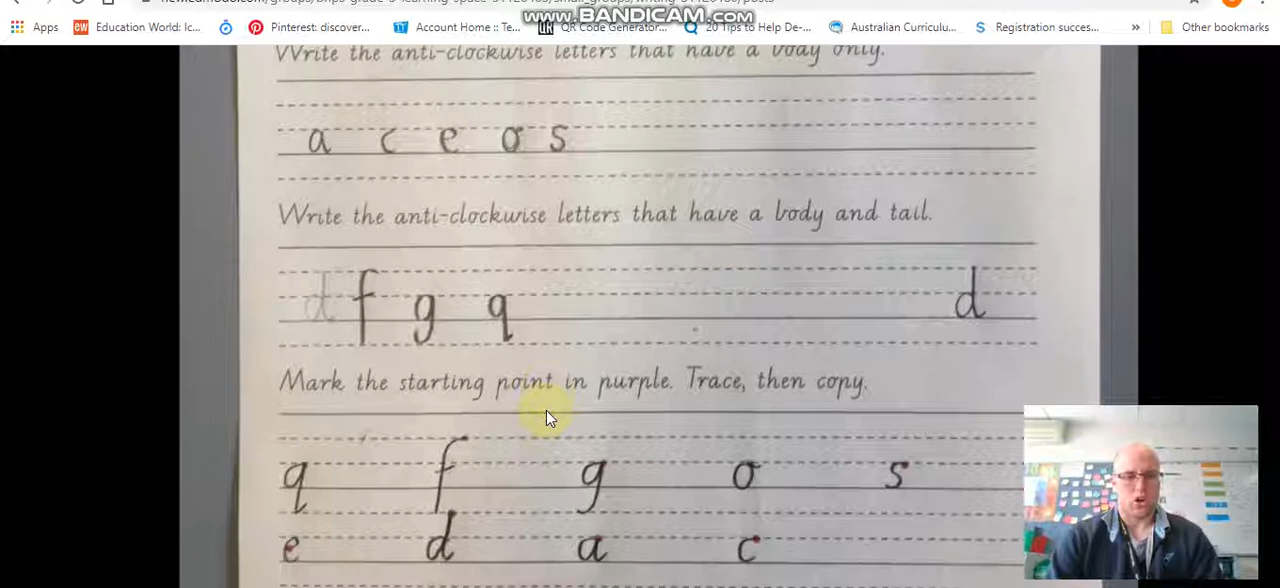 www.BANDICAM.com
Apps
Education World: Ic...
Pinterest: discover...
Account Home :: Te...
QR Code Generator...
20 Tips to Help De-...
Australian Curriculu...
Registration succes...
»
Other bookmarks
Write the anti-clockwise letters that have a body only.
a c e o s
Write the anti-clockwise letters that have a body and tail.
d f g q d
Mark the starting point in purple. Trace, then copy.
q f g o s
e d a c